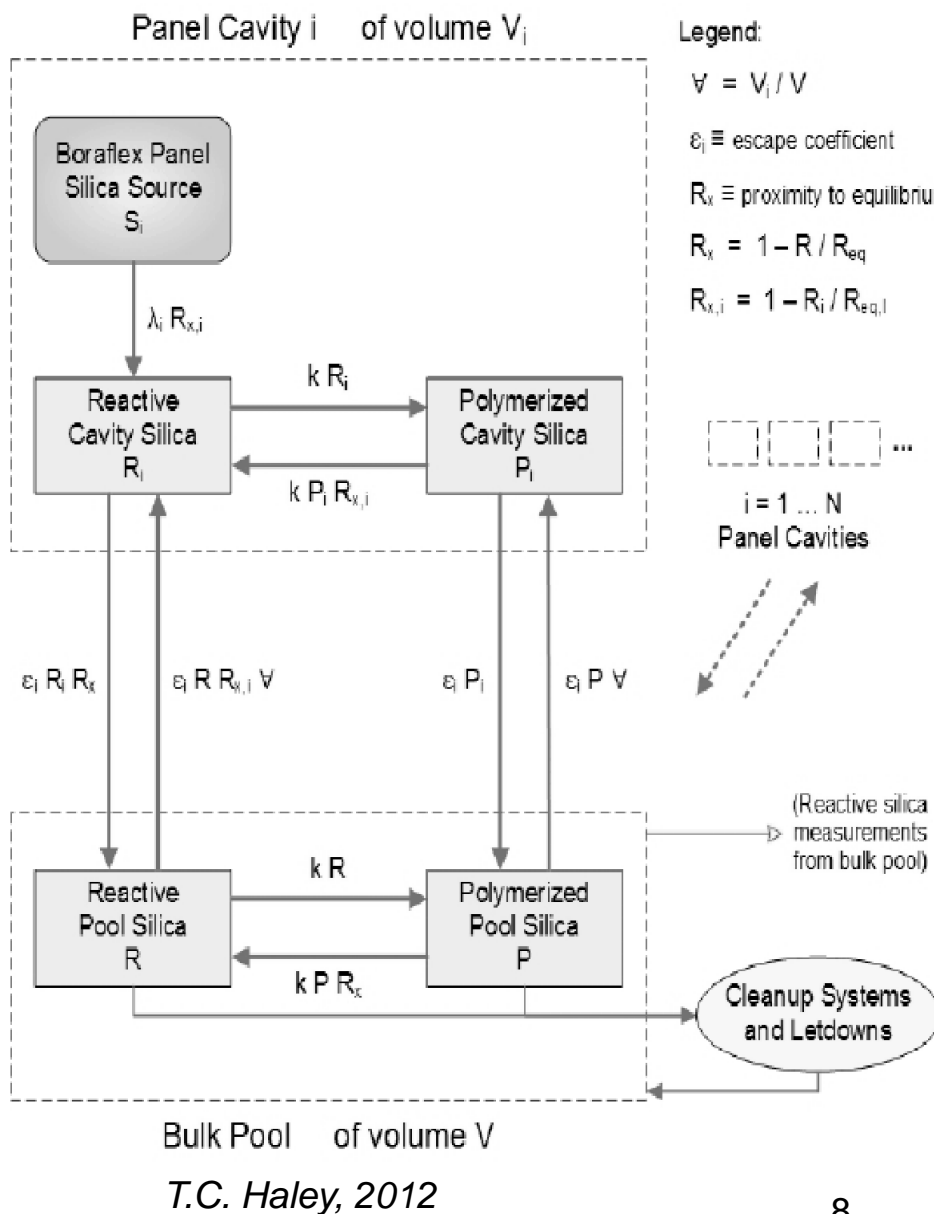 Panel Cavity i of volume Vᵢ
Legend:
∀ = Vᵢ / V
εᵢ ≡ escape coefficient
Rₓ ≡ proximity to equilibriu
Rₓ = 1 – R / R_eq
Rₓ,ᵢ = 1 – Rᵢ / R_eq,I
Boraflex Panel
Silica Source
Sᵢ
λᵢ Rₓ,ᵢ
Reactive
Cavity Silica
Rᵢ
k Rᵢ
k Pᵢ Rₓ,ᵢ
Polymerized
Cavity Silica
Pᵢ
...
i = 1 ... N
Panel Cavities
εᵢ Rᵢ Rₓ
εᵢ R Rₓ,ᵢ ∀
εᵢ Pᵢ
εᵢ P ∀
(Reactive silica
measurements
from bulk pool)
Reactive
Pool Silica
R
k R
k P Rₓ
Polymerized
Pool Silica
P
Cleanup Systems
and Letdowns
Bulk Pool of volume V
T.C. Haley, 2012
8